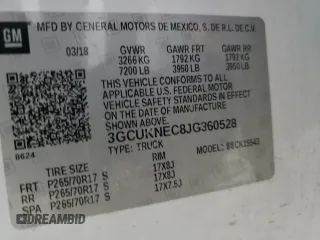 GM
MFD BY GENERAL MOTORS DE MEXICO, S. DE R.L. DE C.V.
03/18 GVWR GAWR FRT GAWR RR
3266 KG 1792 KG 1792 KG
7200 LB 3950 LB 3950 LB
THIS VEHICLE CONFORMS TO ALL
APPLICABLE U.S. FEDERAL MOTOR
VEHICLE SAFETY STANDARDS IN EFFECT
ON THE DATE OF MANUFACTURE
SHOWN ABOVE.
3GCUKNEC8JG360528
0624 TYPE: TRUCK MODEL:
TIRE SIZE RIM
FRT P265/70R17 S 17X8J
RR P265/70R17 S 17X8J
SPA P265/70R17 S 17X7.5J
© AUTOBIDMASTER